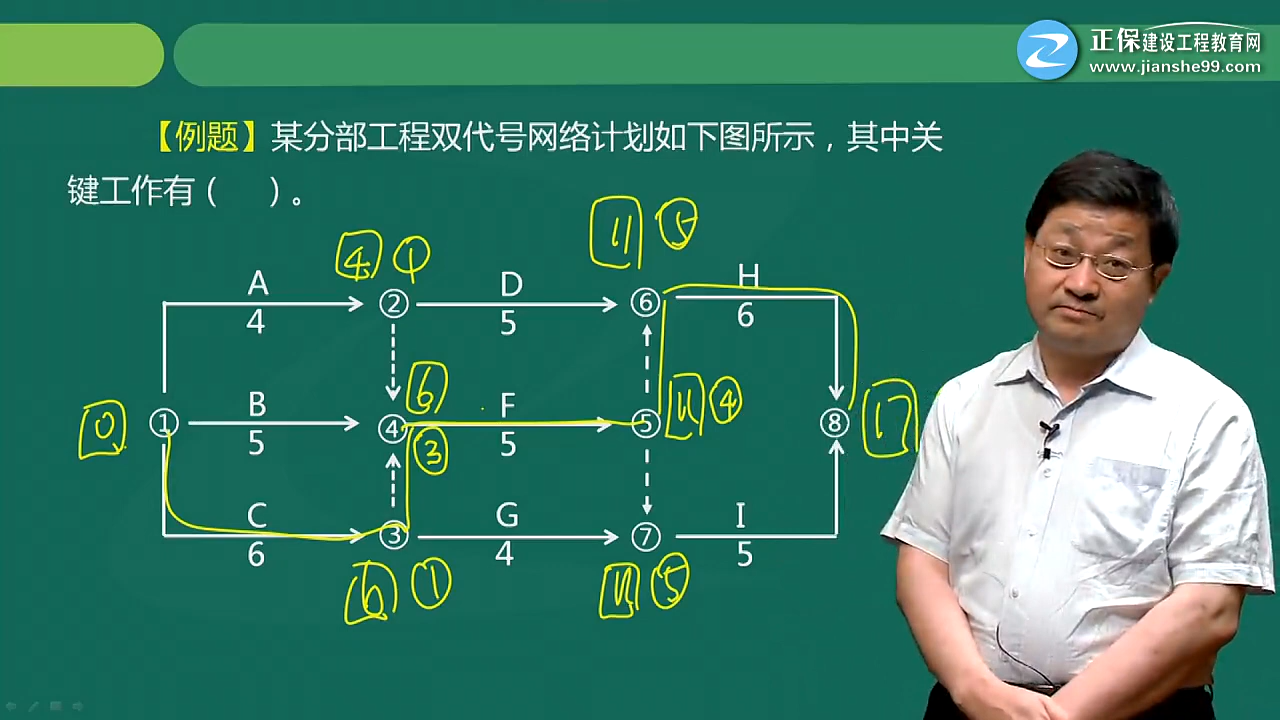 正保建设工程教育网
www.jianshe99.com
【例题】某分部工程双代号网络计划如下图所示，其中关
键工作有（ ）。
11 ⑤
4 ①
A D H
② ⑥
4 5 6
6
0 B F 11 ④ 17
① ④ ⑤ ⑧
5 ③ 5
C G I
③ ⑦
6 4 5
6 ① 11 ⑤